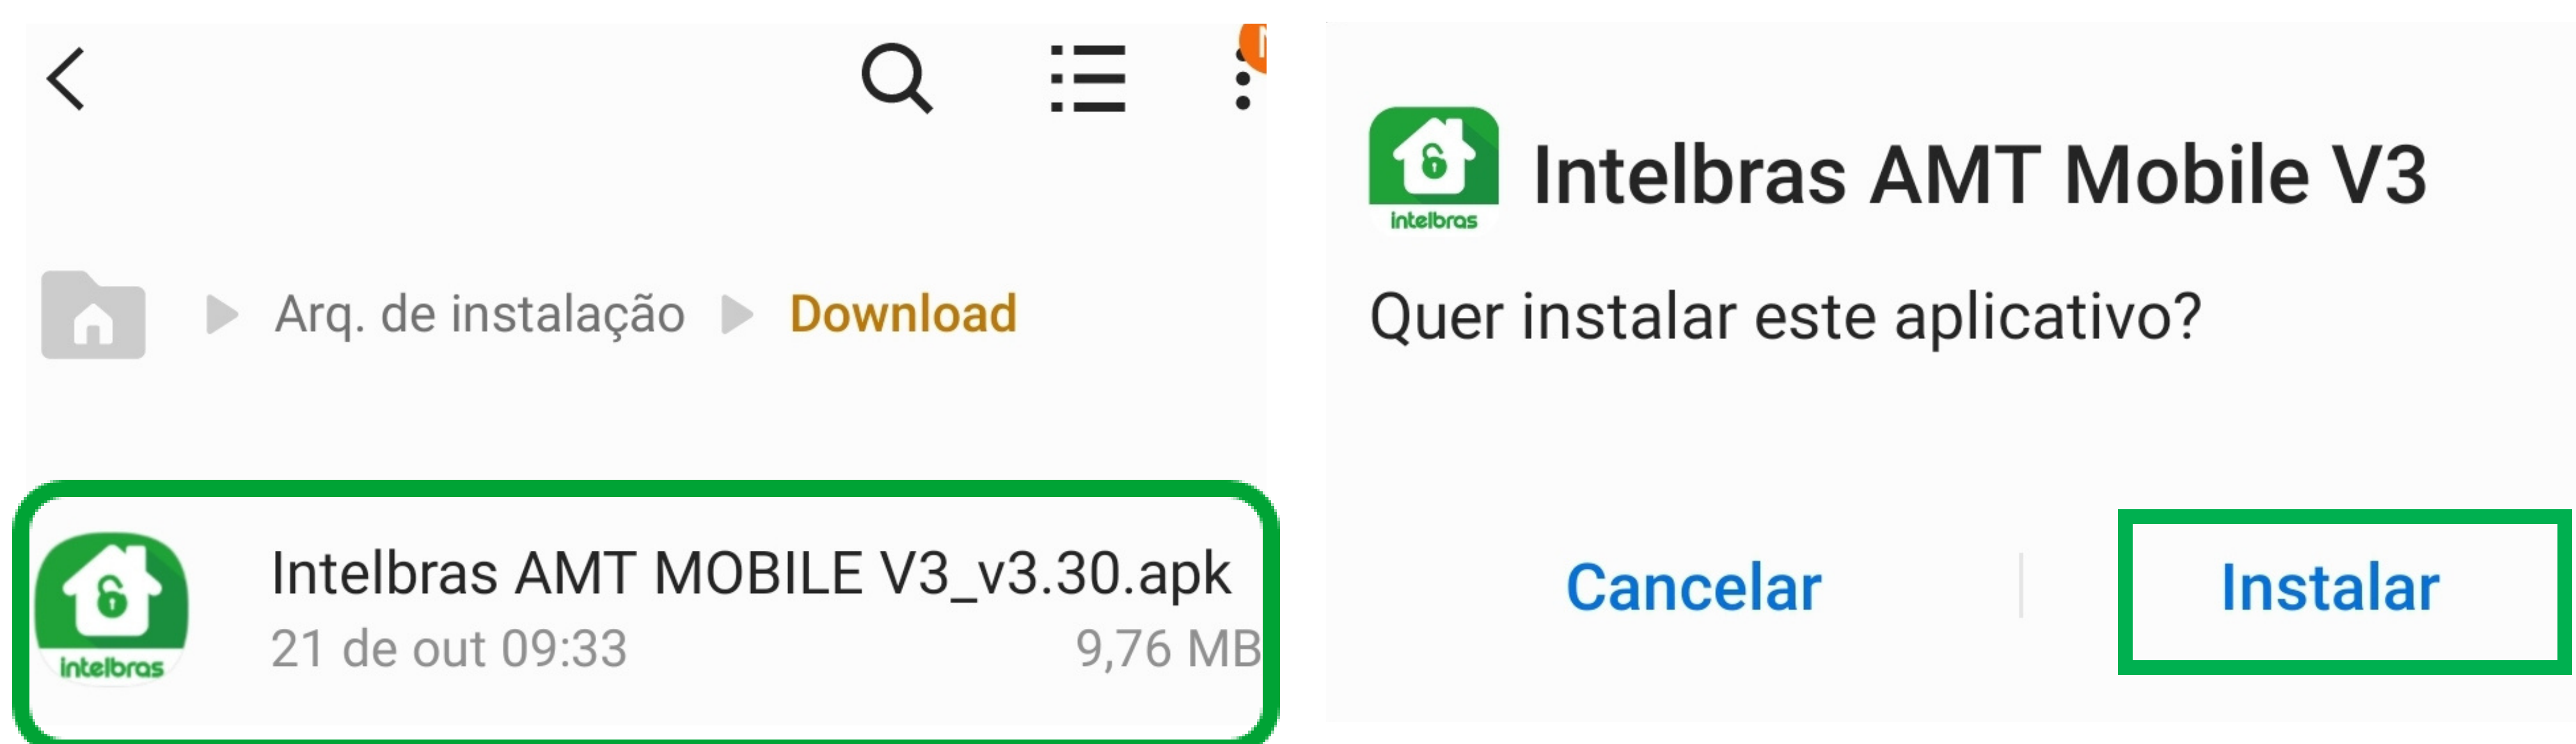 Arq. de instalação Download
intelbras
Intelbras AMT MOBILE V3_v3.30.apk
21 de out 09:33 9,76 MB
intelbras
Intelbras AMT Mobile V3
Quer instalar este aplicativo?
Cancelar Instalar